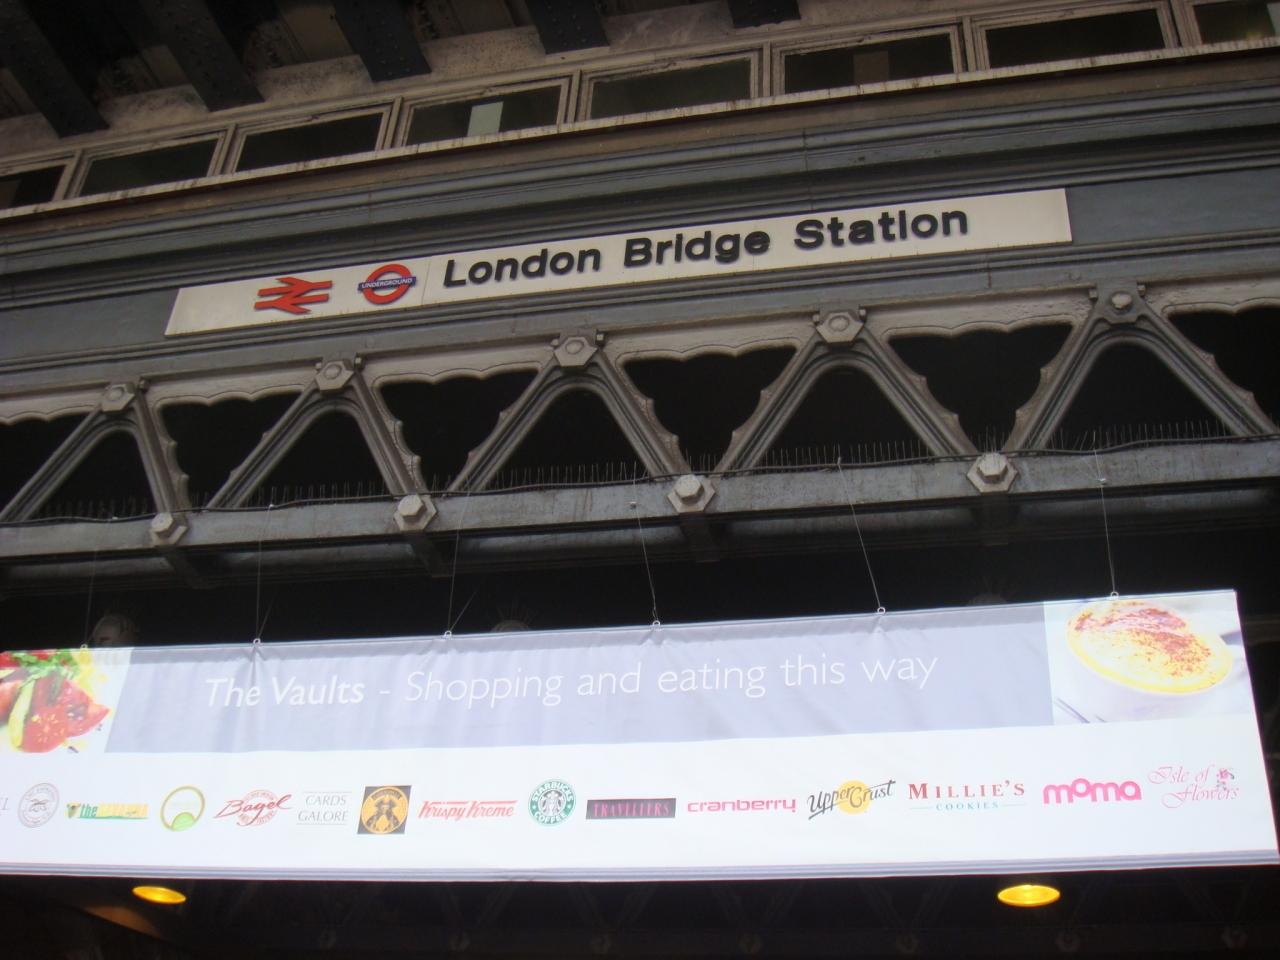 UNDERGROUND
London Bridge Station
The Vaults - Shopping and eating this way
the
Bagel
CARDS
GALORE
Krispy Kreme
STARBUCKS
COFFEE
TRAVELLERS
cranberry
Upper Crust
MILLIE'S
COOKIES
moma
Isle of
Flowers